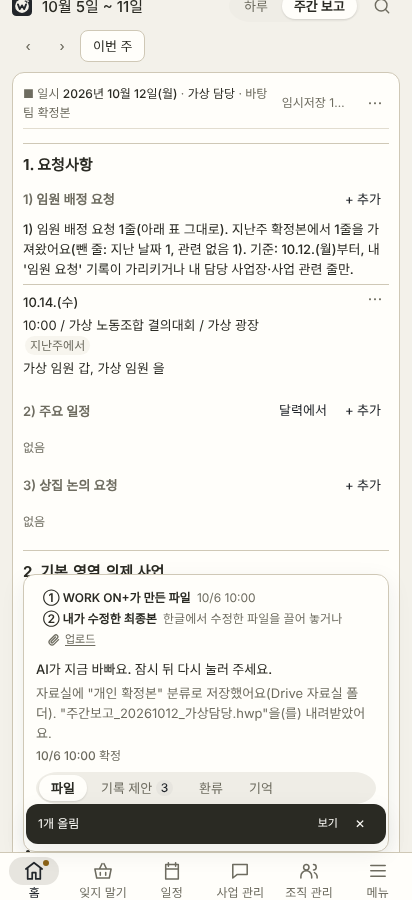 10월 5일 ~ 11일
하루
주간 보고
‹
›
이번 주
■ 일시 2026년 10월 12일(월) · 가상 담당 · 바탕
팀 확정본
임시저장 1...
...
1. 요청사항
1) 임원 배정 요청
+ 추가
1) 임원 배정 요청 1줄(아래 표 그대로). 지난주 확정본에서 1줄을 가
져왔어요(뺀 줄: 지난 날짜 1, 관련 없음 1). 기준: 10.12.(월)부터, 내
'임원 요청' 기록이 가리키거나 내 담당 사업장·사업 관련 줄만.
10.14.(수)
...
10:00 / 가상 노동조합 결의대회 / 가상 광장
지난주에서
가상 임원 갑, 가상 임원 을
2) 주요 일정
달력에서
+ 추가
없음
3) 상집 논의 요청
+ 추가
없음
2. 기본 영역 의제 사업
① WORK ON+가 만든 파일 10/6 10:00
② 내가 수정한 최종본 한글에서 수정한 파일을 끌어 놓거나
업로드
AI가 지금 바빠요. 잠시 뒤 다시 눌러 주세요.
자료실에 "개인 확정본" 분류로 저장했어요(Drive 자료실 폴
더). "주간보고_20261012_가상담당.hwp"을(를) 내려받았어
요.
10/6 10:00 확정
파일
기록 제안 3
환류
기억
1개 올림
보기
×
홈
잊지 말기
일정
사업 관리
조직 관리
메뉴